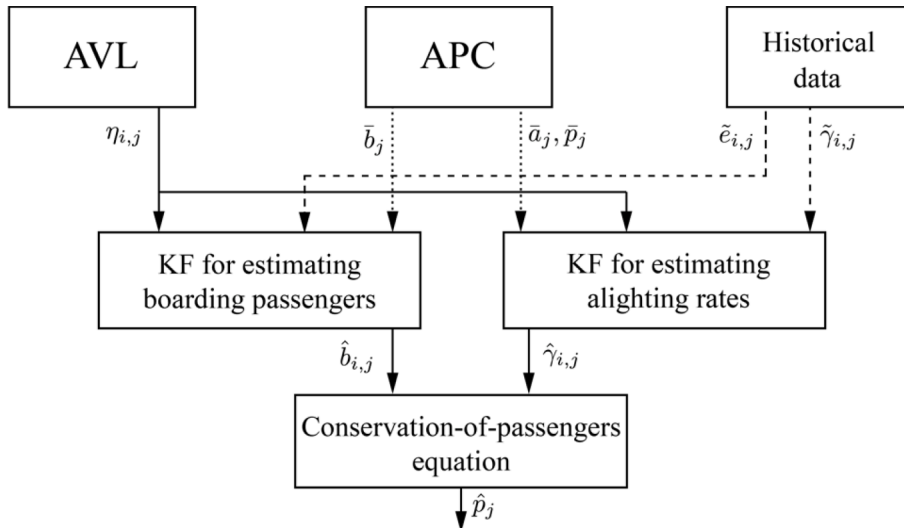 AVL
APC
Historical
data
η_{i,j}
b̄_j
ā_j, p̄_j
ẽ_{i,j}
γ̃_{i,j}
KF for estimating
boarding passengers
KF for estimating
alighting rates
b̂_{i,j}
γ̂_{i,j}
Conservation-of-passengers
equation
p̂_j